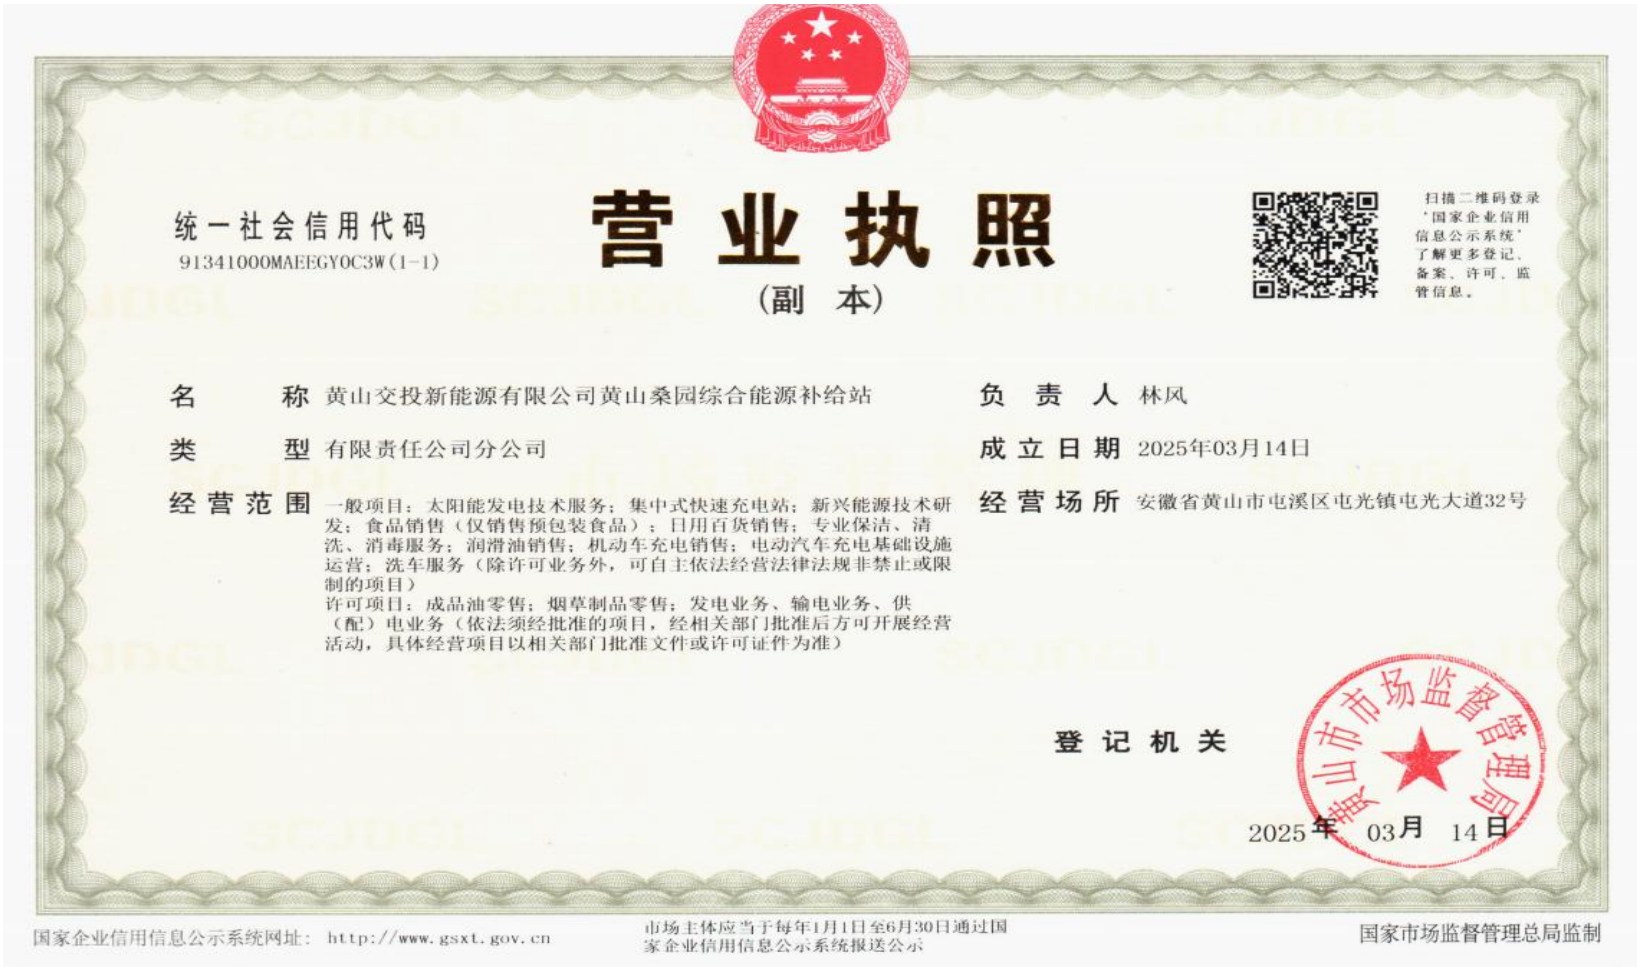 统一社会信用代码
91341000MAEEGY0C3W(1-1)
营业执照
(副 本)
扫描二维码登录
‘国家企业信用
信息公示系统’
了解更多登记、
备案、许可、监
管信息。
名 称 黄山交投新能源有限公司黄山桑园综合能源补给站
类 型 有限责任公司分公司
经营范围 一般项目：太阳能发电技术服务；集中式快速充电站；新兴能源技术研
发；食品销售（仅销售预包装食品）；日用百货销售；专业保洁、清
洗、消毒服务；润滑油销售；机动车充电销售；电动汽车充电基础设施
运营；洗车服务（除许可业务外，可自主依法经营法律法规非禁止或限
制的项目）
许可项目：成品油零售；烟草制品零售；发电业务、输电业务、供
（配）电业务（依法须经批准的项目，经相关部门批准后方可开展经营
活动，具体经营项目以相关部门批准文件或许可证件为准）
负责人 林风
成立日期 2025年03月14日
经营场所 安徽省黄山市屯溪区屯光镇屯光大道32号
登记机关
黄山市市场监督管理局
2025年 03月 14日
国家企业信用信息公示系统网址： http://www.gsxt.gov.cn
市场主体应当于每年1月1日至6月30日通过国
家企业信用信息公示系统报送公示
国家市场监督管理总局监制